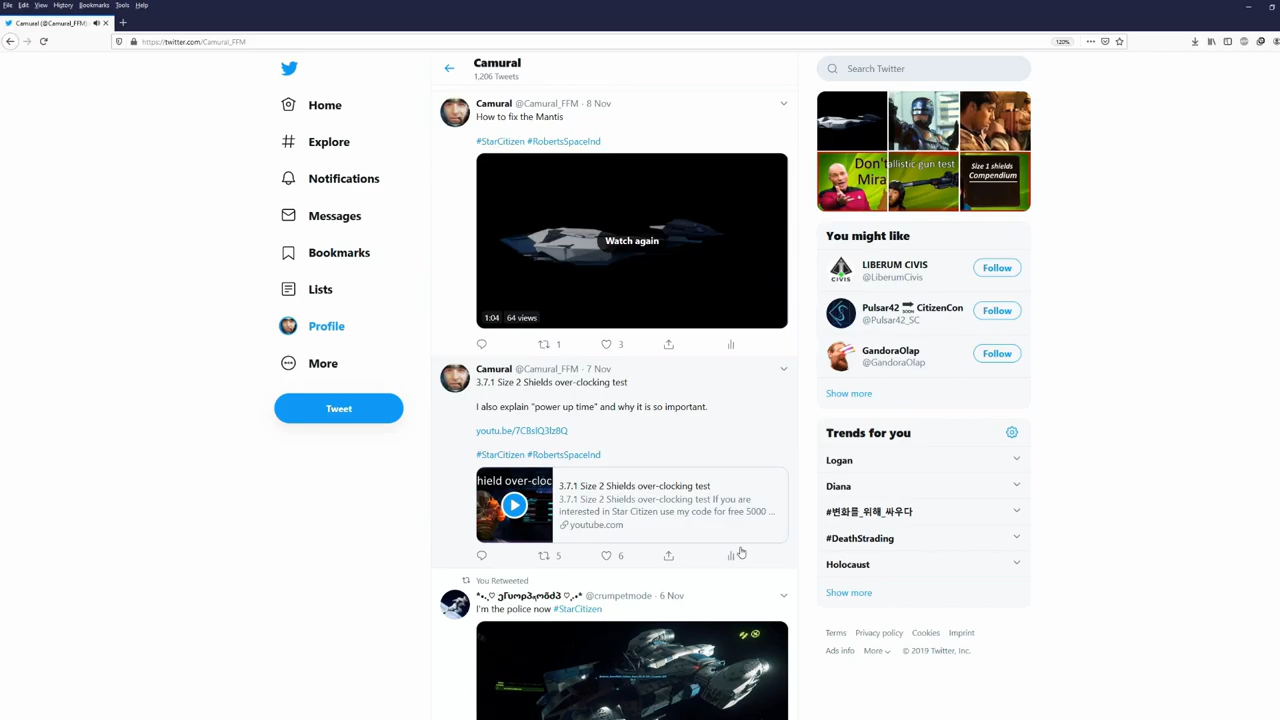 File Edit View History Bookmarks Tools Help
Camural (@Camural_FFM)
https://twitter.com/Camural_FFM
120%
Home
Explore
Notifications
Messages
Bookmarks
Lists
Profile
More
Tweet
Camural
1,206 Tweets
Camural @Camural_FFM · 8 Nov
How to fix the Mantis
#StarCitizen #RobertsSpaceInd
Watch again
1:04 64 views
1 3
Camural @Camural_FFM · 7 Nov
3.7.1 Size 2 Shields over-clocking test
I also explain "power up time" and why it is so important.
#StarCitizen #RobertsSpaceInd
hield over-cloc
3.7.1 Size 2 Shields over-clocking test
3.7.1 Size 2 Shields over-clocking test If you are
interested in Star Citizen use my code for free 5000 ...
youtube.com
5 6
You Retweeted
@crumpetmode · 6 Nov
I'm the police now #StarCitizen
Search Twitter
Don't
Mira
allistic gun test
Size 1 shields
Compendium
You might like
LIBERUM CIVIS
@LiberumCivis
Follow
Pulsar42 CitizenCon
@Pulsar42_SC
Follow
GandoraOlap
@GandoraOlap
Follow
Show more
Trends for you
Logan
Diana
#변화를_위해_싸우다
#DeathStrading
Holocaust
Show more
Terms Privacy policy Cookies Imprint
Ads info More © 2019 Twitter, Inc.